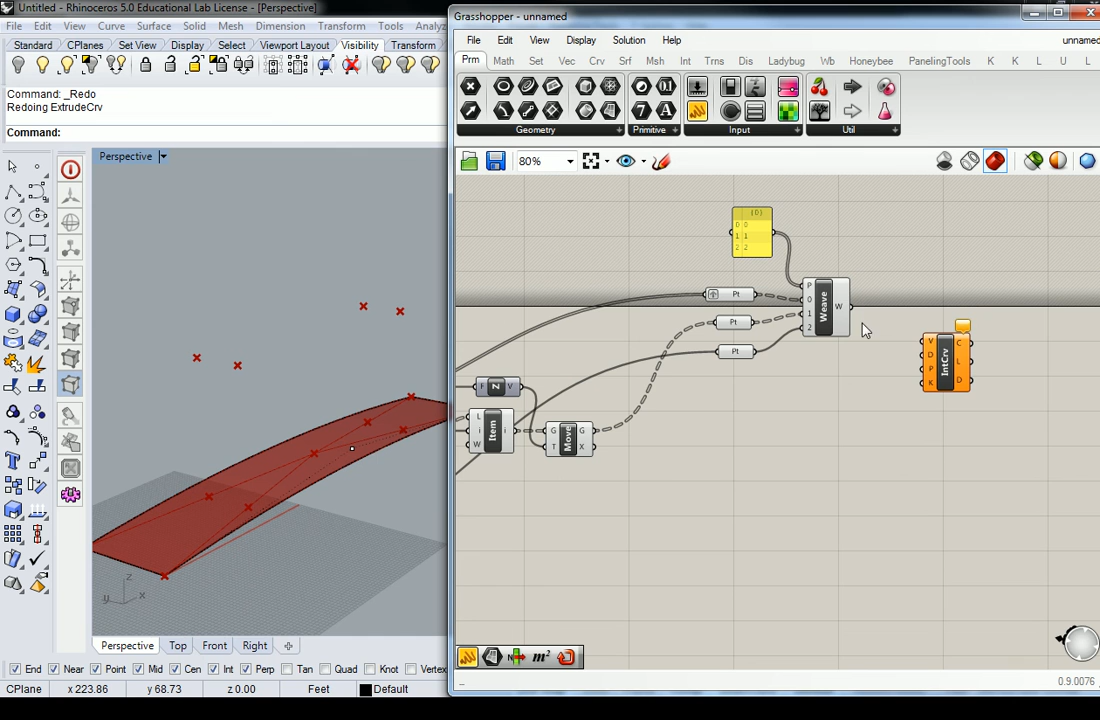 Untitled - Rhinoceros 5.0 Educational Lab License - [Perspective]
File Edit View Curve Surface Solid Mesh Dimension Transform Tools Analyz
Standard CPlanes Set View Display Select Viewport Layout Visibility Transform
Command: _Redo
Redoing ExtrudeCrv
Command:
Perspective
z
y x
Perspective Top Front Right
End Near Point Mid Cen Int Perp Tan Quad Knot Vertex
CPlane x 223.86 y 68.73 z 0.00 Feet Default
Grasshopper - unnamed
File Edit View Display Solution Help unnamed
Prm Math Set Vec Crv Srf Msh Int Trns Dis Ladybug Wb Honeybee PanelingTools K K L U L
Geometry Primitive Input Util
80%
{0}
0 0
1 1
2 2
Pt
Pt
Pt
P
0
1
2
Weave
W
V
D
P
K
IntCrv
C
L
D
F Z V
L
i
W
Item
i
G
T
Move
G
X
m²
0.9.0076